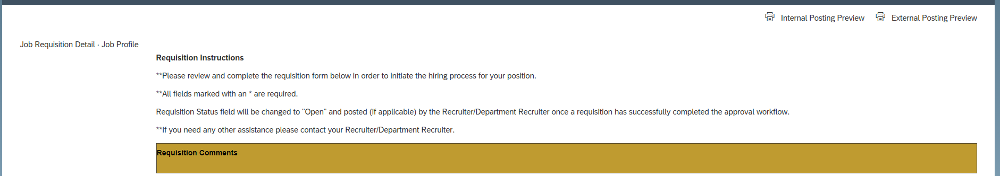 Internal Posting Preview External Posting Preview
Job Requisition Detail · Job Profile
Requisition Instructions
**Please review and complete the requisition form below in order to initiate the hiring process for your position.
**All fields marked with an * are required.
Requisition Status field will be changed to "Open" and posted (if applicable) by the Recruiter/Department Recruiter once a requisition has successfully completed the approval workflow.
**If you need any other assistance please contact your Recruiter/Department Recruiter.
Requisition Comments